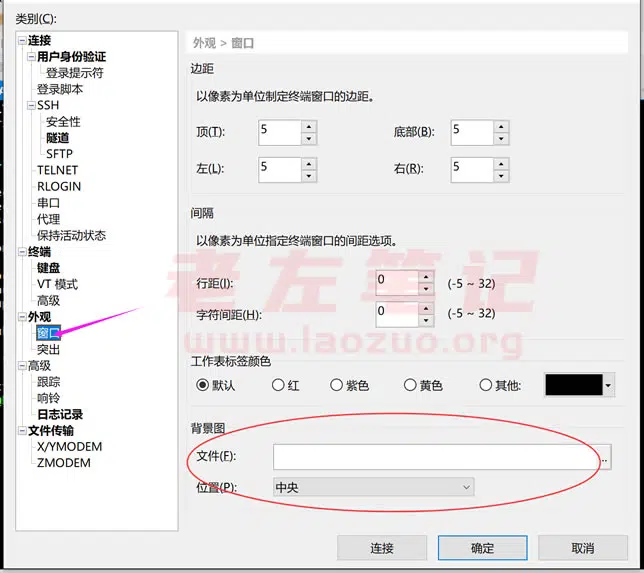 类别(C):
连接
用户身份验证
登录提示符
登录脚本
SSH
安全性
隧道
SFTP
TELNET
RLOGIN
串口
代理
保持活动状态
终端
键盘
VT 模式
高级
外观
窗口
突出
高级
跟踪
响铃
日志记录
文件传输
X/YMODEM
ZMODEM
外观 > 窗口
边距
以像素为单位制定终端窗口的边距。
顶(T): 5 底部(B): 5
左(L): 5 右(R): 5
间隔
以像素为单位指定终端窗口的间距选项。
行距(I): 0 (-5 ~ 32)
字符间距(H): 0 (-5 ~ 32)
工作表标签颜色
默认 红 紫色 黄色 其他:
背景图
文件(F): ..
位置(P): 中央
连接 确定 取消
老左笔记
www.laozuo.org